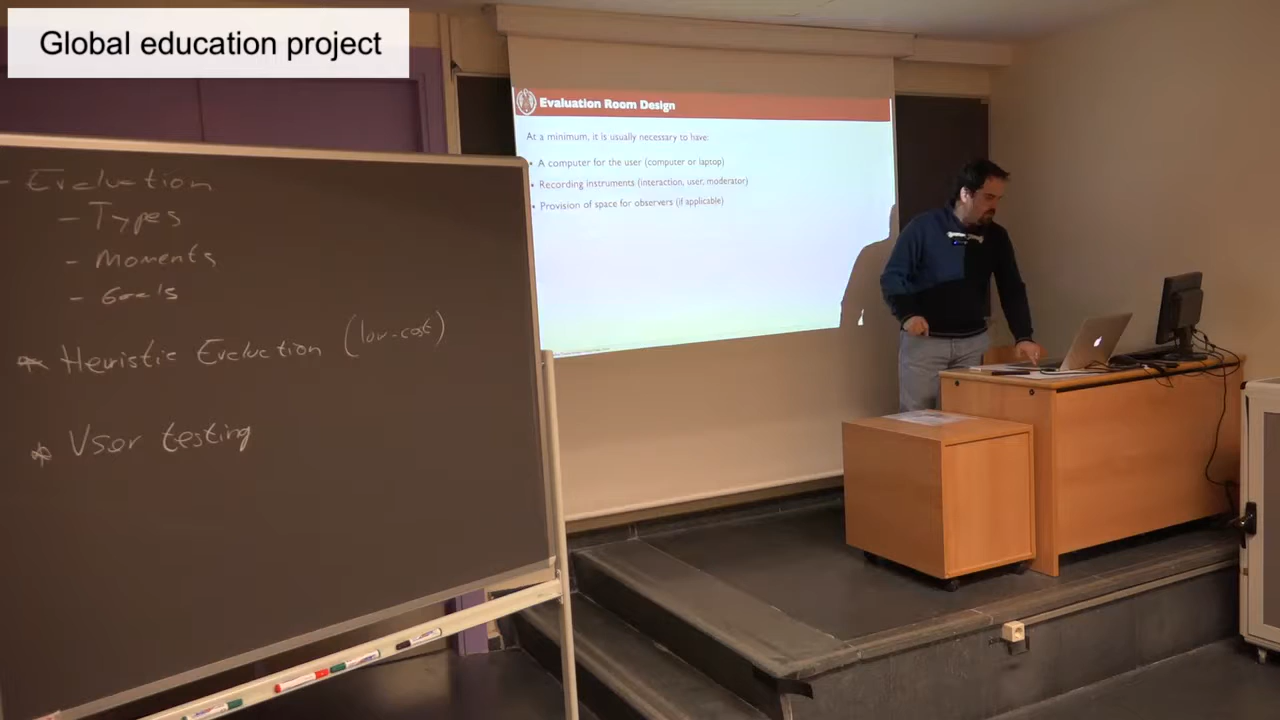 Global education project
Evaluation Room Design
At a minimum, it is usually necessary to have:
• A computer for the user (computer or laptop)
• Recording instruments (interaction, user, moderator)
• Provision of space for observers (if applicable)
- Evaluation
- Types
- Moments
- Goals
* Heuristic Evaluation (low-cost)
* User testing